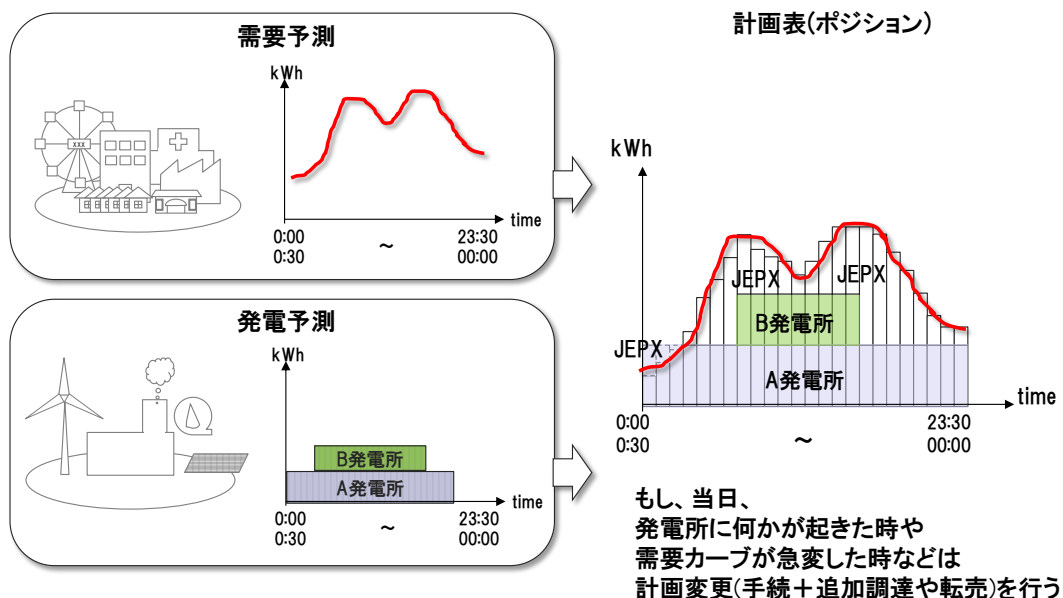 需要予測
kWh
XXX
time
0:00
0:30
～
23:30
00:00
発電予測
kWh
B発電所
A発電所
time
0:00
0:30
～
23:30
00:00
計画表(ポジション)
kWh
JEPX
JEPX
B発電所
JEPX
A発電所
time
0:00
0:30
～
23:30
00:00
もし、当日、
発電所に何かが起きた時や
需要カーブが急変した時などは
計画変更(手続＋追加調達や転売)を行う